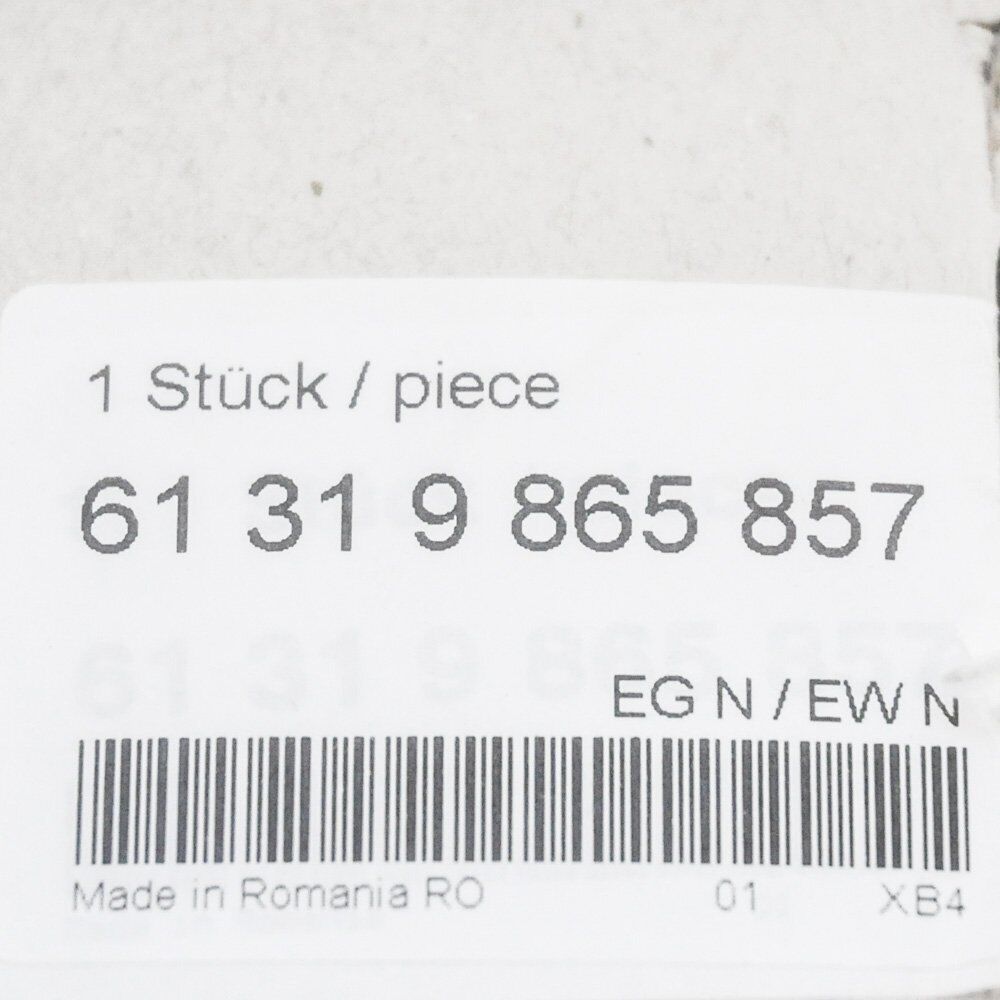 1 Stück / piece
61 31 9 865 857
EG N / EW N
Made in Romania RO 01 XB4